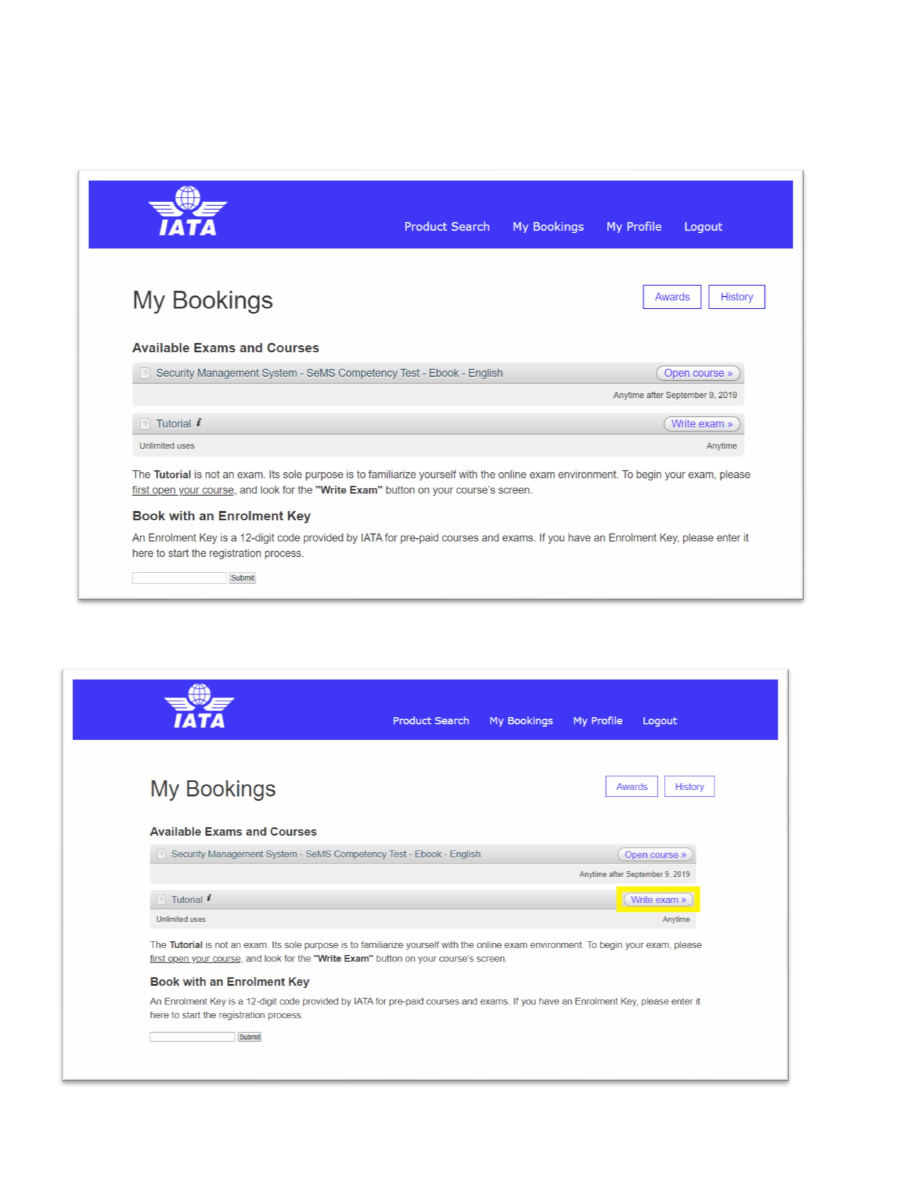 IATA
Product Search My Bookings My Profile Logout
My Bookings
Awards History
Available Exams and Courses
Security Management System - SeMS Competency Test - Ebook - English Open course »
Anytime after September 9, 2019
Tutorial i Write exam »
Unlimited uses Anytime
The Tutorial is not an exam. Its sole purpose is to familiarize yourself with the online exam environment. To begin your exam, please
first open your course, and look for the "Write Exam" button on your course's screen.
Book with an Enrolment Key
An Enrolment Key is a 12-digit code provided by IATA for pre-paid courses and exams. If you have an Enrolment Key, please enter it
here to start the registration process.
Submit
IATA
Product Search My Bookings My Profile Logout
My Bookings
Awards History
Available Exams and Courses
Security Management System - SeMS Competency Test - Ebook - English Open course »
Anytime after September 9, 2019
Tutorial i Write exam »
Unlimited uses Anytime
The Tutorial is not an exam. Its sole purpose is to familiarize yourself with the online exam environment. To begin your exam, please
first open your course, and look for the "Write Exam" button on your course's screen.
Book with an Enrolment Key
An Enrolment Key is a 12-digit code provided by IATA for pre-paid courses and exams. If you have an Enrolment Key, please enter it
here to start the registration process.
Submit